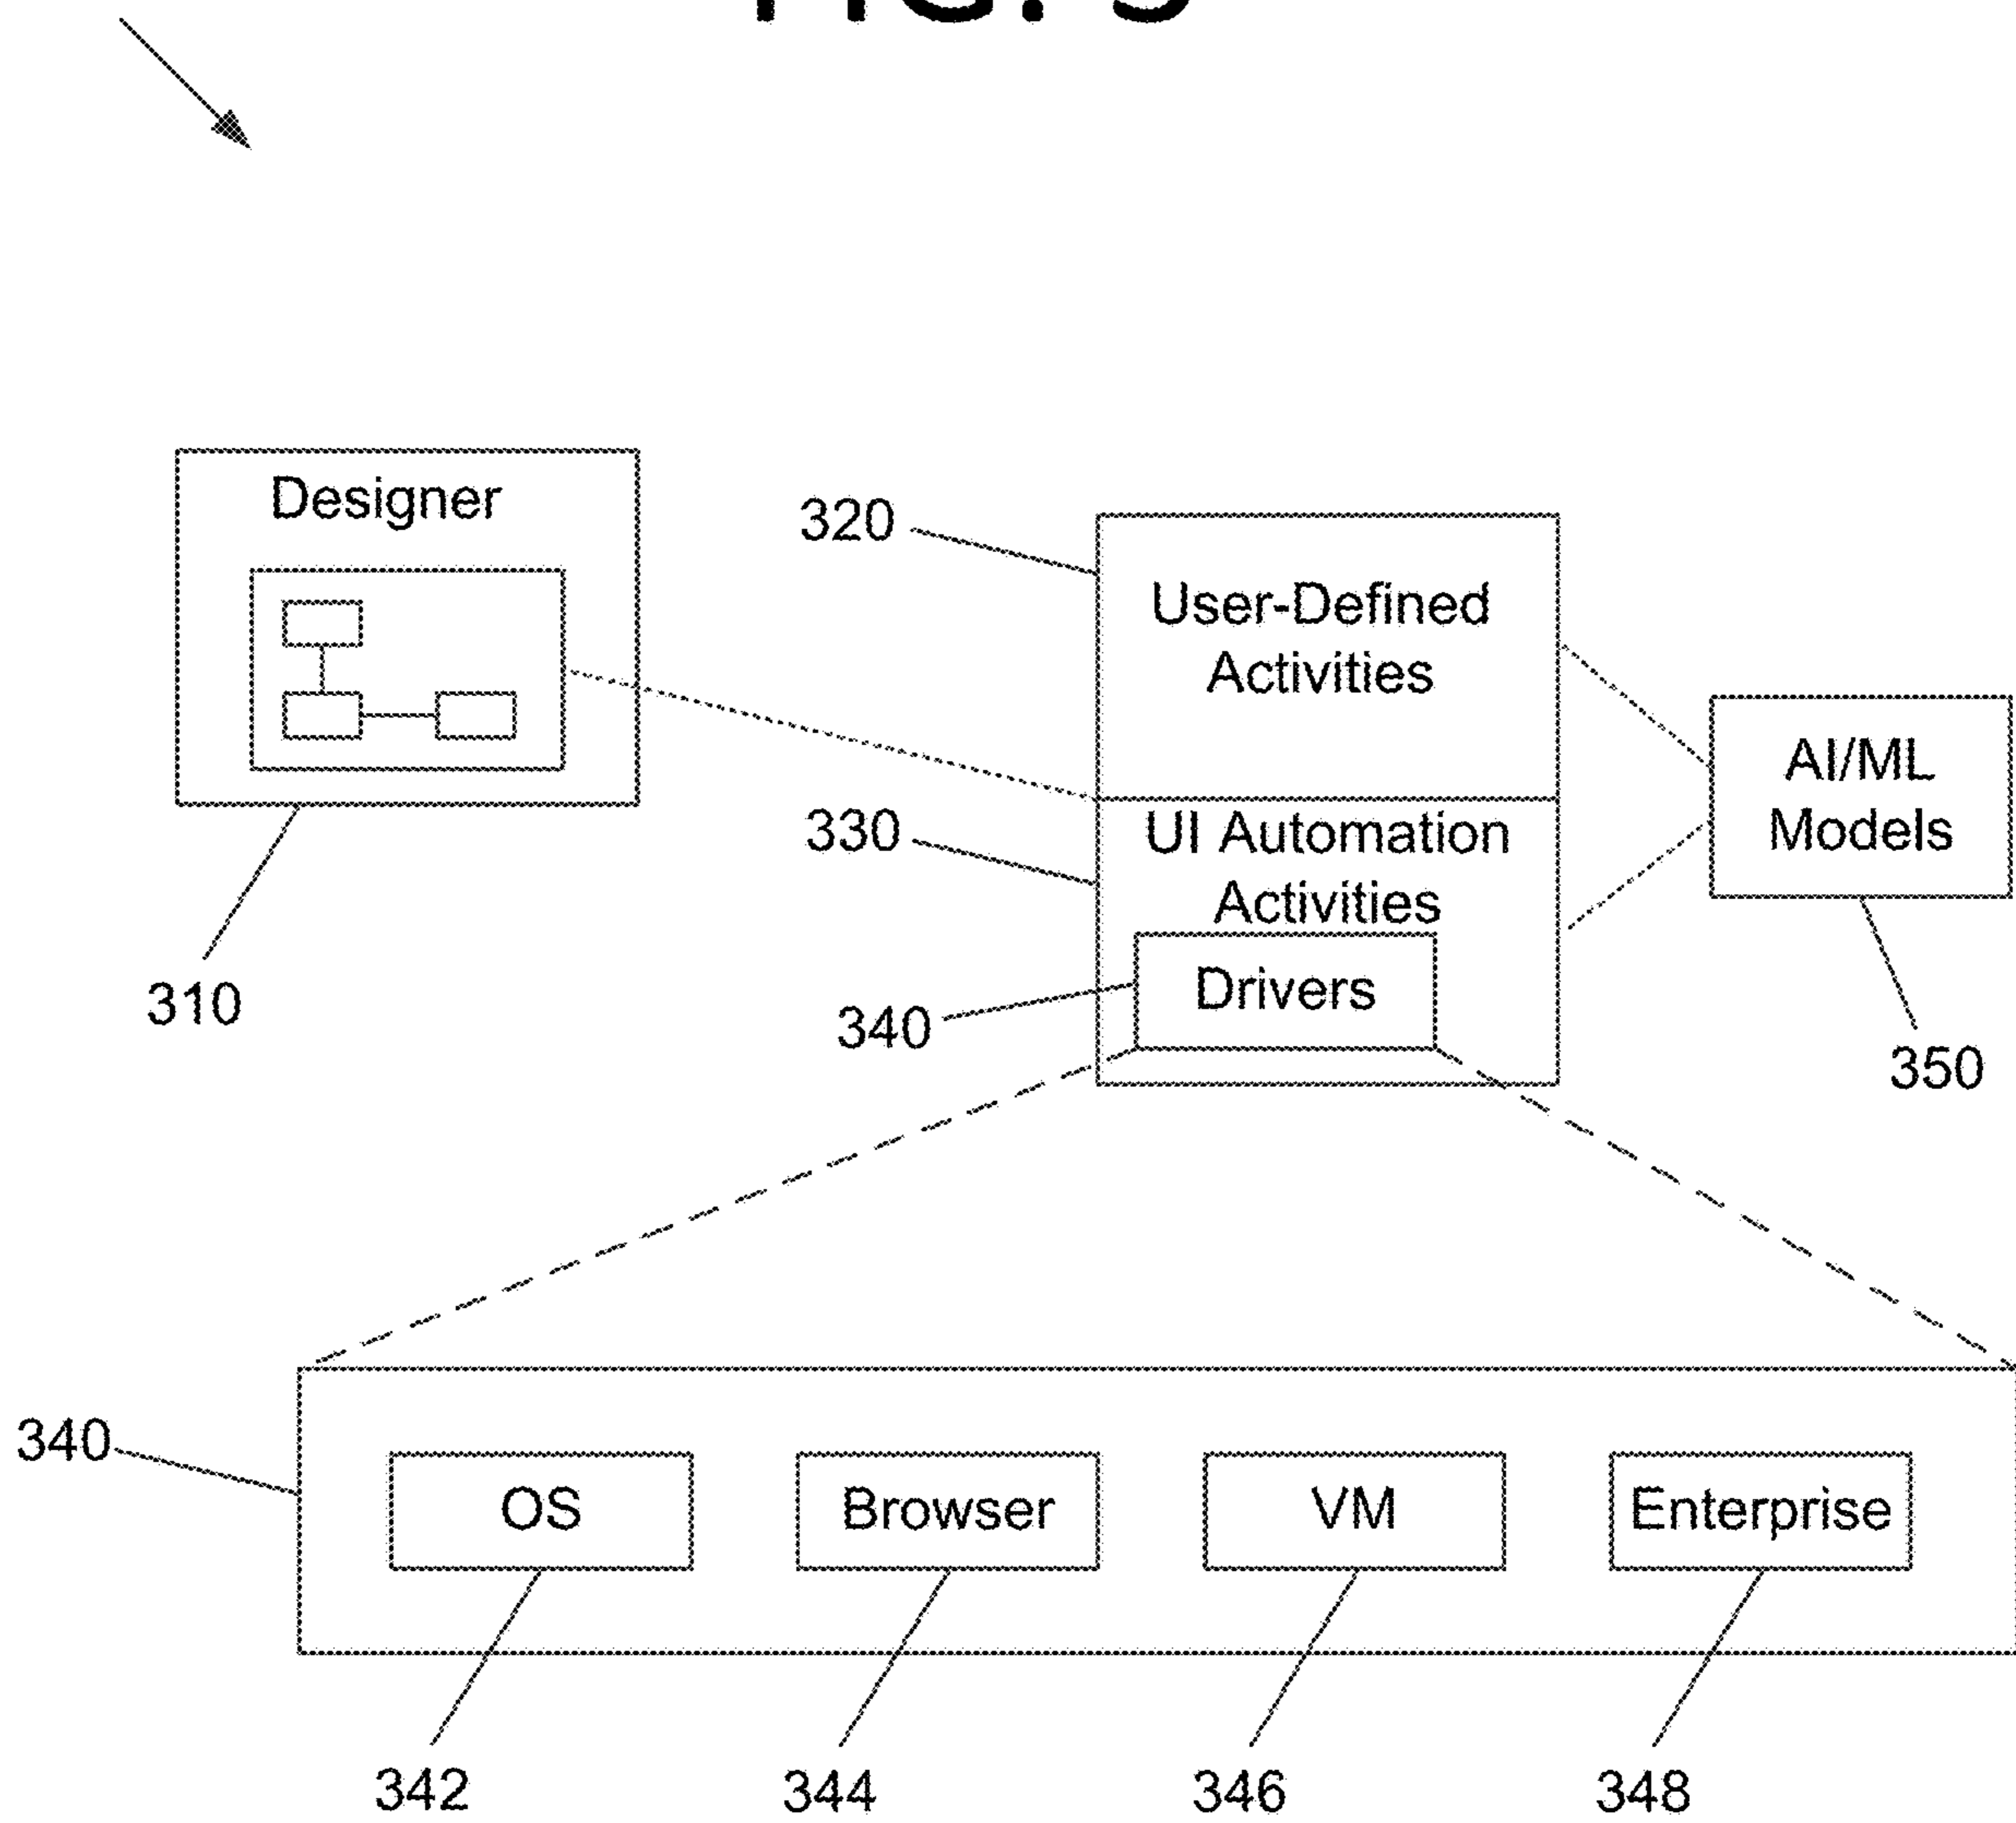 Designer
320
User-Defined
Activities
AI/ML
Models
330
UI Automation
Activities
Drivers
310
340
350
340
OS
Browser
VM
Enterprise
342
344
346
348